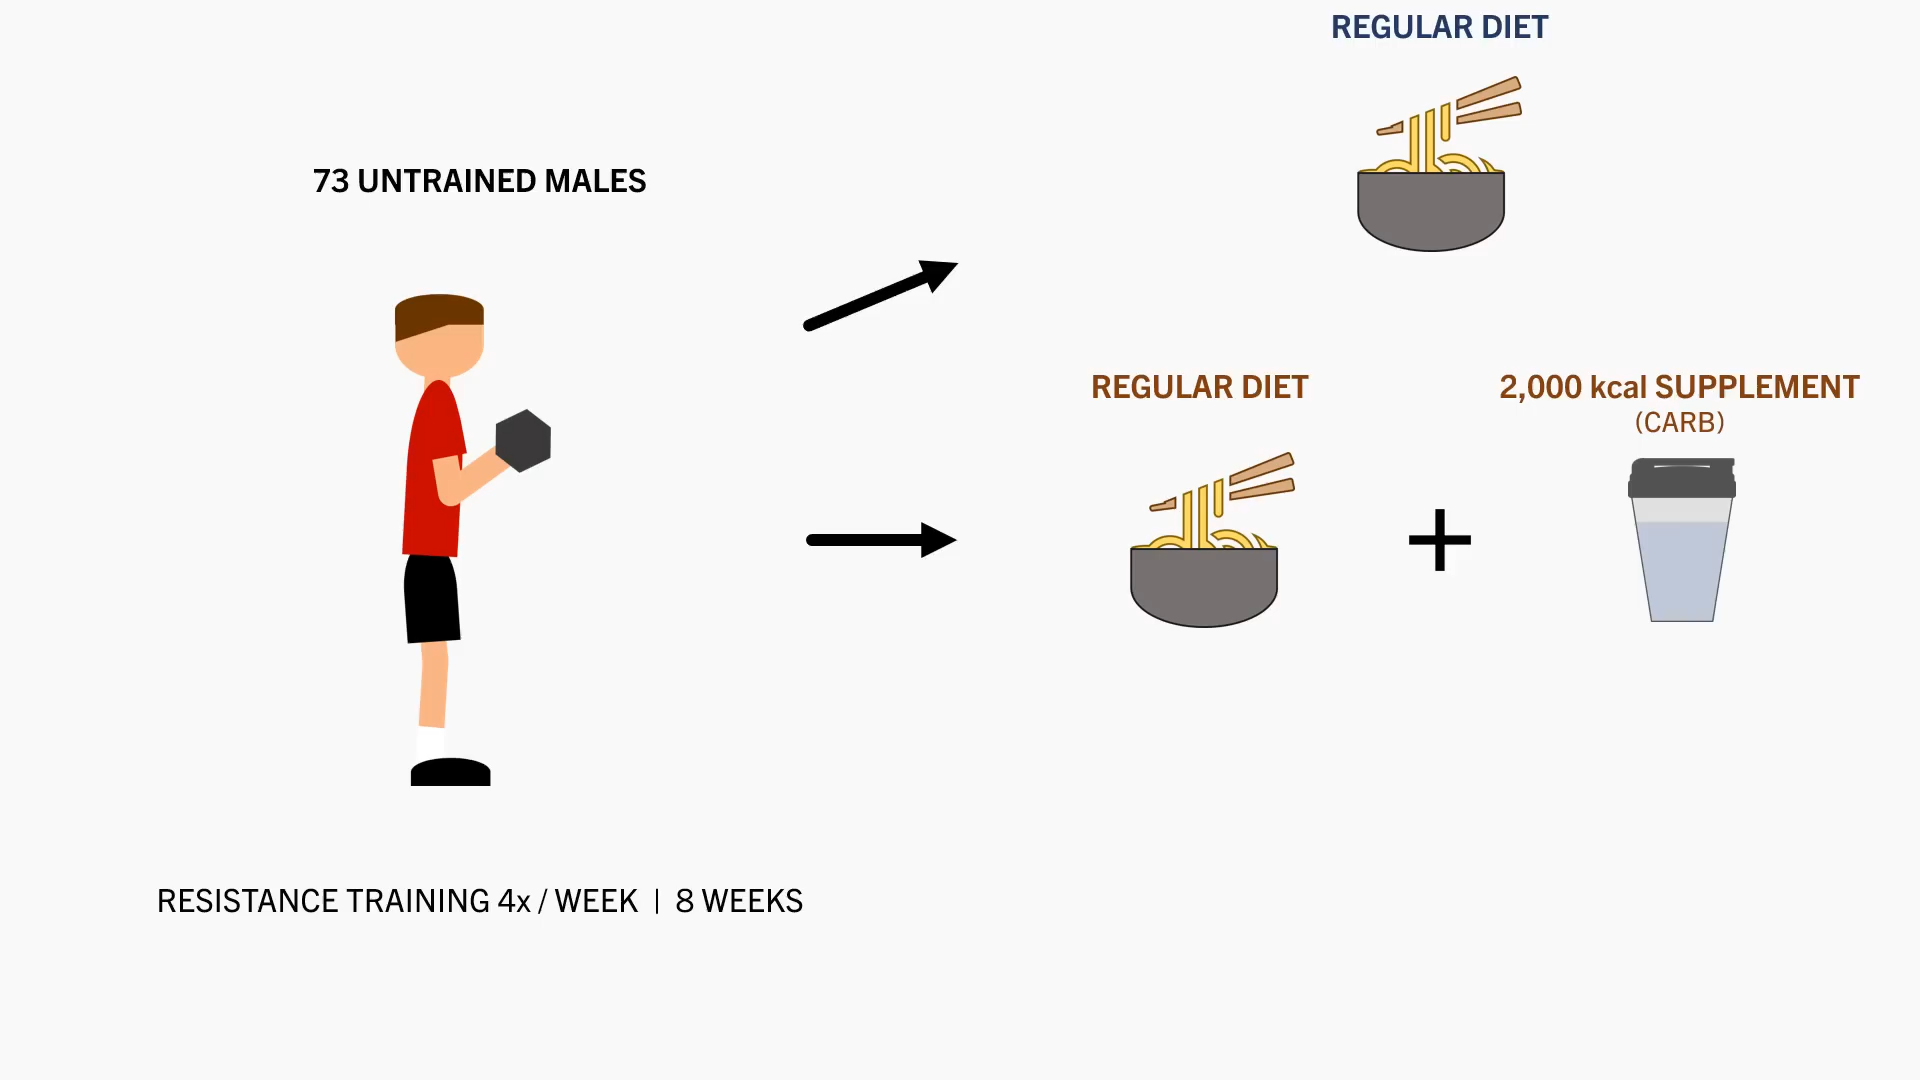 REGULAR DIET
73 UNTRAINED MALES
REGULAR DIET
2,000 kcal SUPPLEMENT
(CARB)
RESISTANCE TRAINING 4x / WEEK | 8 WEEKS